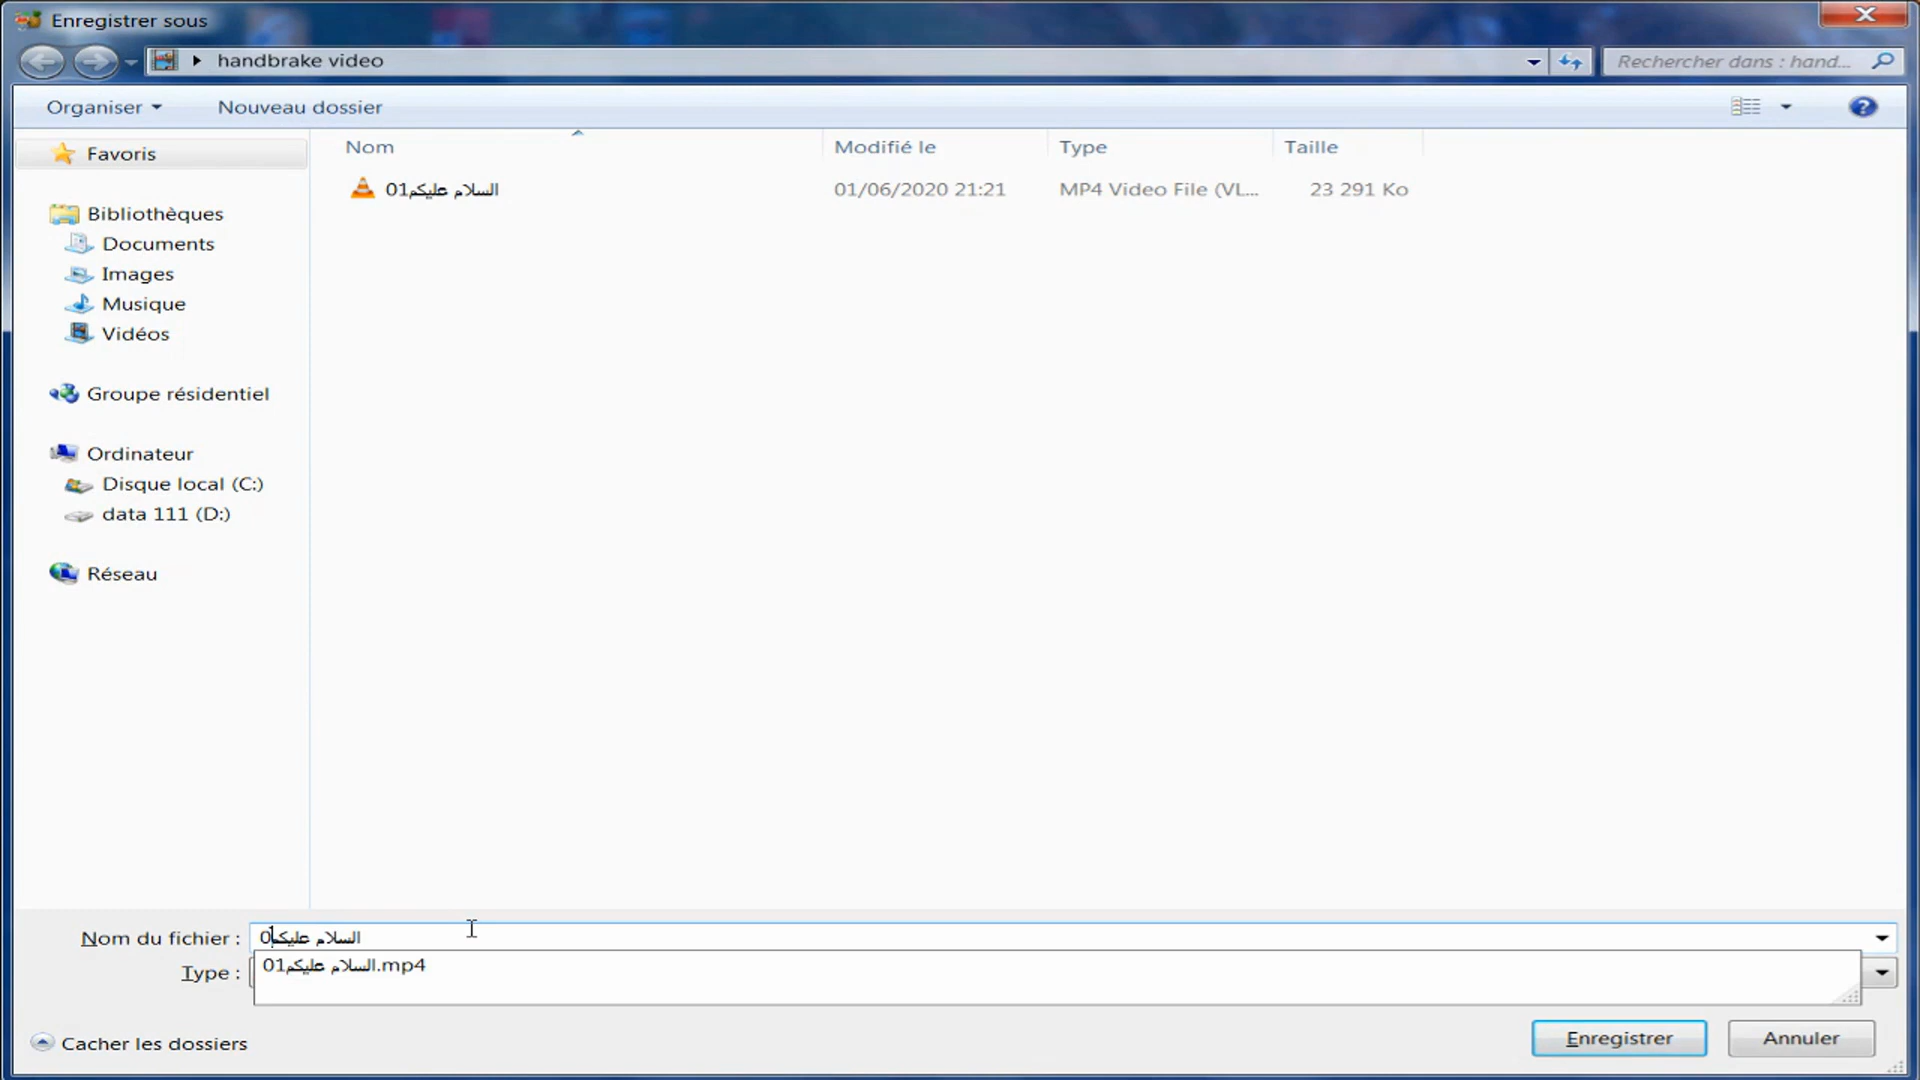 Enregistrer sous
handbrake video
Rechercher dans : hand...
Organiser
Nouveau dossier
Nom
Modifié le
Type
Taille
Favoris
السلام عليكم01
01/06/2020 21:21
MP4 Video File (VL...
23 291 Ko
Bibliothèques
Documents
Images
Musique
Vidéos
Groupe résidentiel
Ordinateur
Disque local (C:)
data 111 (D:)
Réseau
Nom du fichier :
السلام عليكم0
Type :
السلام عليكم01.mp4
Cacher les dossiers
Enregistrer
Annuler